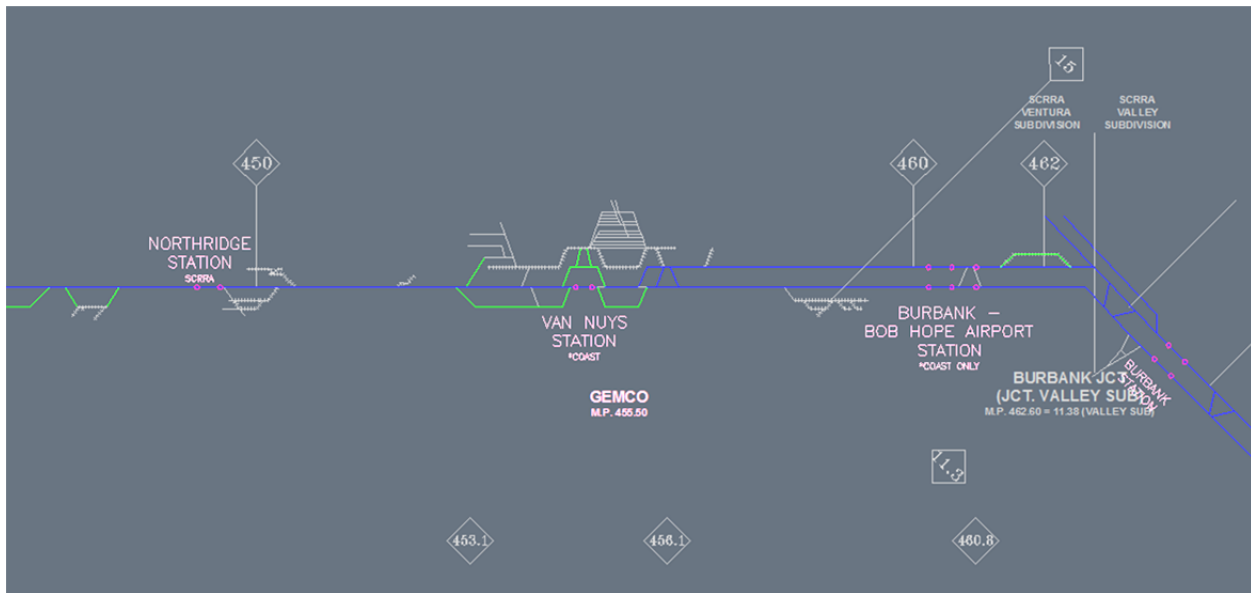 15
SCRRA
VENTURA
SUBDIVISION
SCRRA
VALLEY
SUBDIVISION
450
460
462
NORTHRIDGE
STATION
SCRRA
VAN NUYS
STATION
*COAST
BURBANK –
BOB HOPE AIRPORT
STATION
*COAST ONLY
BURBANK JCT.
(JCT. VALLEY SUB)
M.P. 462.60 = 11.38 (VALLEY SUB)
BURBANK
STATION
GEMCO
M.P. 455.50
11.3
453.1
456.1
460.8